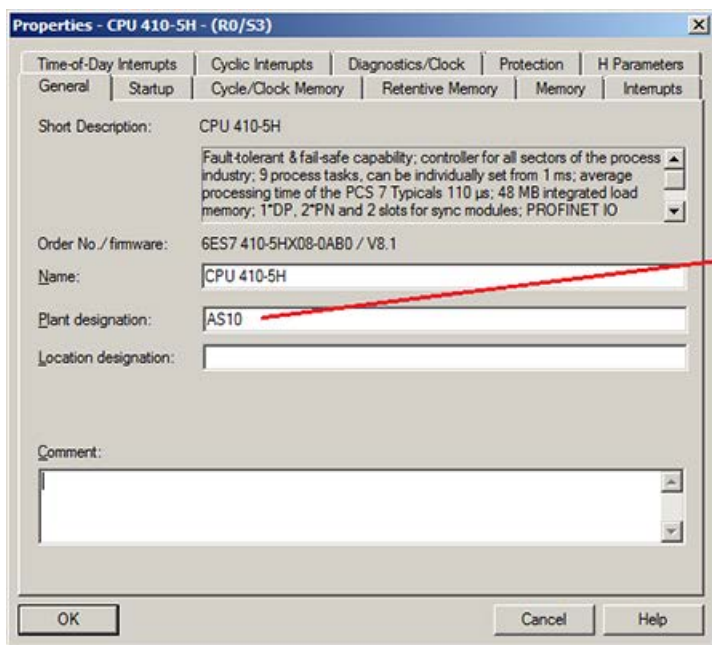 Properties - CPU 410-5H - (R0/S3)
Time-of-Day Interrupts Cyclic Interrupts Diagnostics/Clock Protection H Parameters
General Startup Cycle/Clock Memory Retentive Memory Memory Interrupts
Short Description: CPU 410-5H
Fault-tolerant & fail-safe capability; controller for all sectors of the process
industry; 9 process tasks, can be individually set from 1 ms; average
processing time of the PCS 7 Typicals 110 µs; 48 MB integrated load
memory; 1*DP, 2*PN and 2 slots for sync modules; PROFINET IO
Order No./ firmware: 6ES7 410-5HX08-0AB0 / V8.1
Name: CPU 410-5H
Plant designation: AS10
Location designation:
Comment:
OK Cancel Help